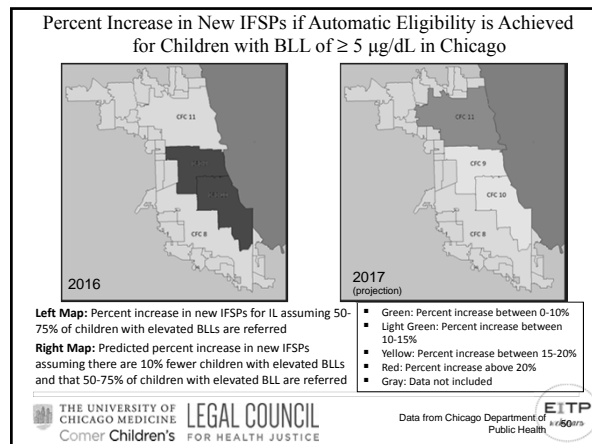 Percent Increase in New IFSPs if Automatic Eligibility is Achieved
for Children with BLL of ≥ 5 μg/dL in Chicago
CFC 11
CFC 8
2016
CFC 11
CFC 9
CFC 10
CFC 8
2017
(projection)
Left Map: Percent increase in new IFSPs for IL assuming 50-
75% of children with elevated BLLs are referred
Right Map: Predicted percent increase in new IFSPs
assuming there are 10% fewer children with elevated BLLs
and that 50-75% of children with elevated BLL are referred
▪ Green: Percent increase between 0-10%
▪ Light Green: Percent increase between
10-15%
▪ Yellow: Percent increase between 15-20%
▪ Red: Percent increase above 20%
▪ Gray: Data not included
THE UNIVERSITY OF
CHICAGO MEDICINE
Comer Children's
LEGAL COUNCIL
FOR HEALTH JUSTICE
Data from Chicago Department of
Public Health
EITP
50